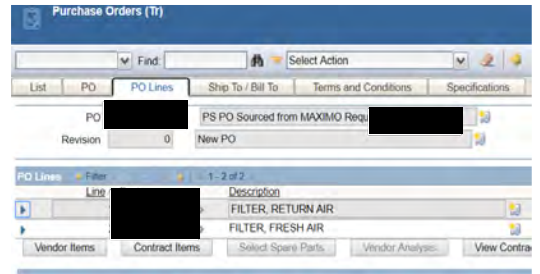 Purchase Orders (Tr)
Find: Select Action
List PO PO Lines Ship To / Bill To Terms and Conditions Specifications
PO PS PO Sourced from MAXIMO Requ
Revision 0 New PO
PO Lines Filter 1 - 2 of 2
Line Description
FILTER, RETURN AIR
FILTER, FRESH AIR
Vendor Items Contract Items Select Spare Parts Vendor Analysis View Contra